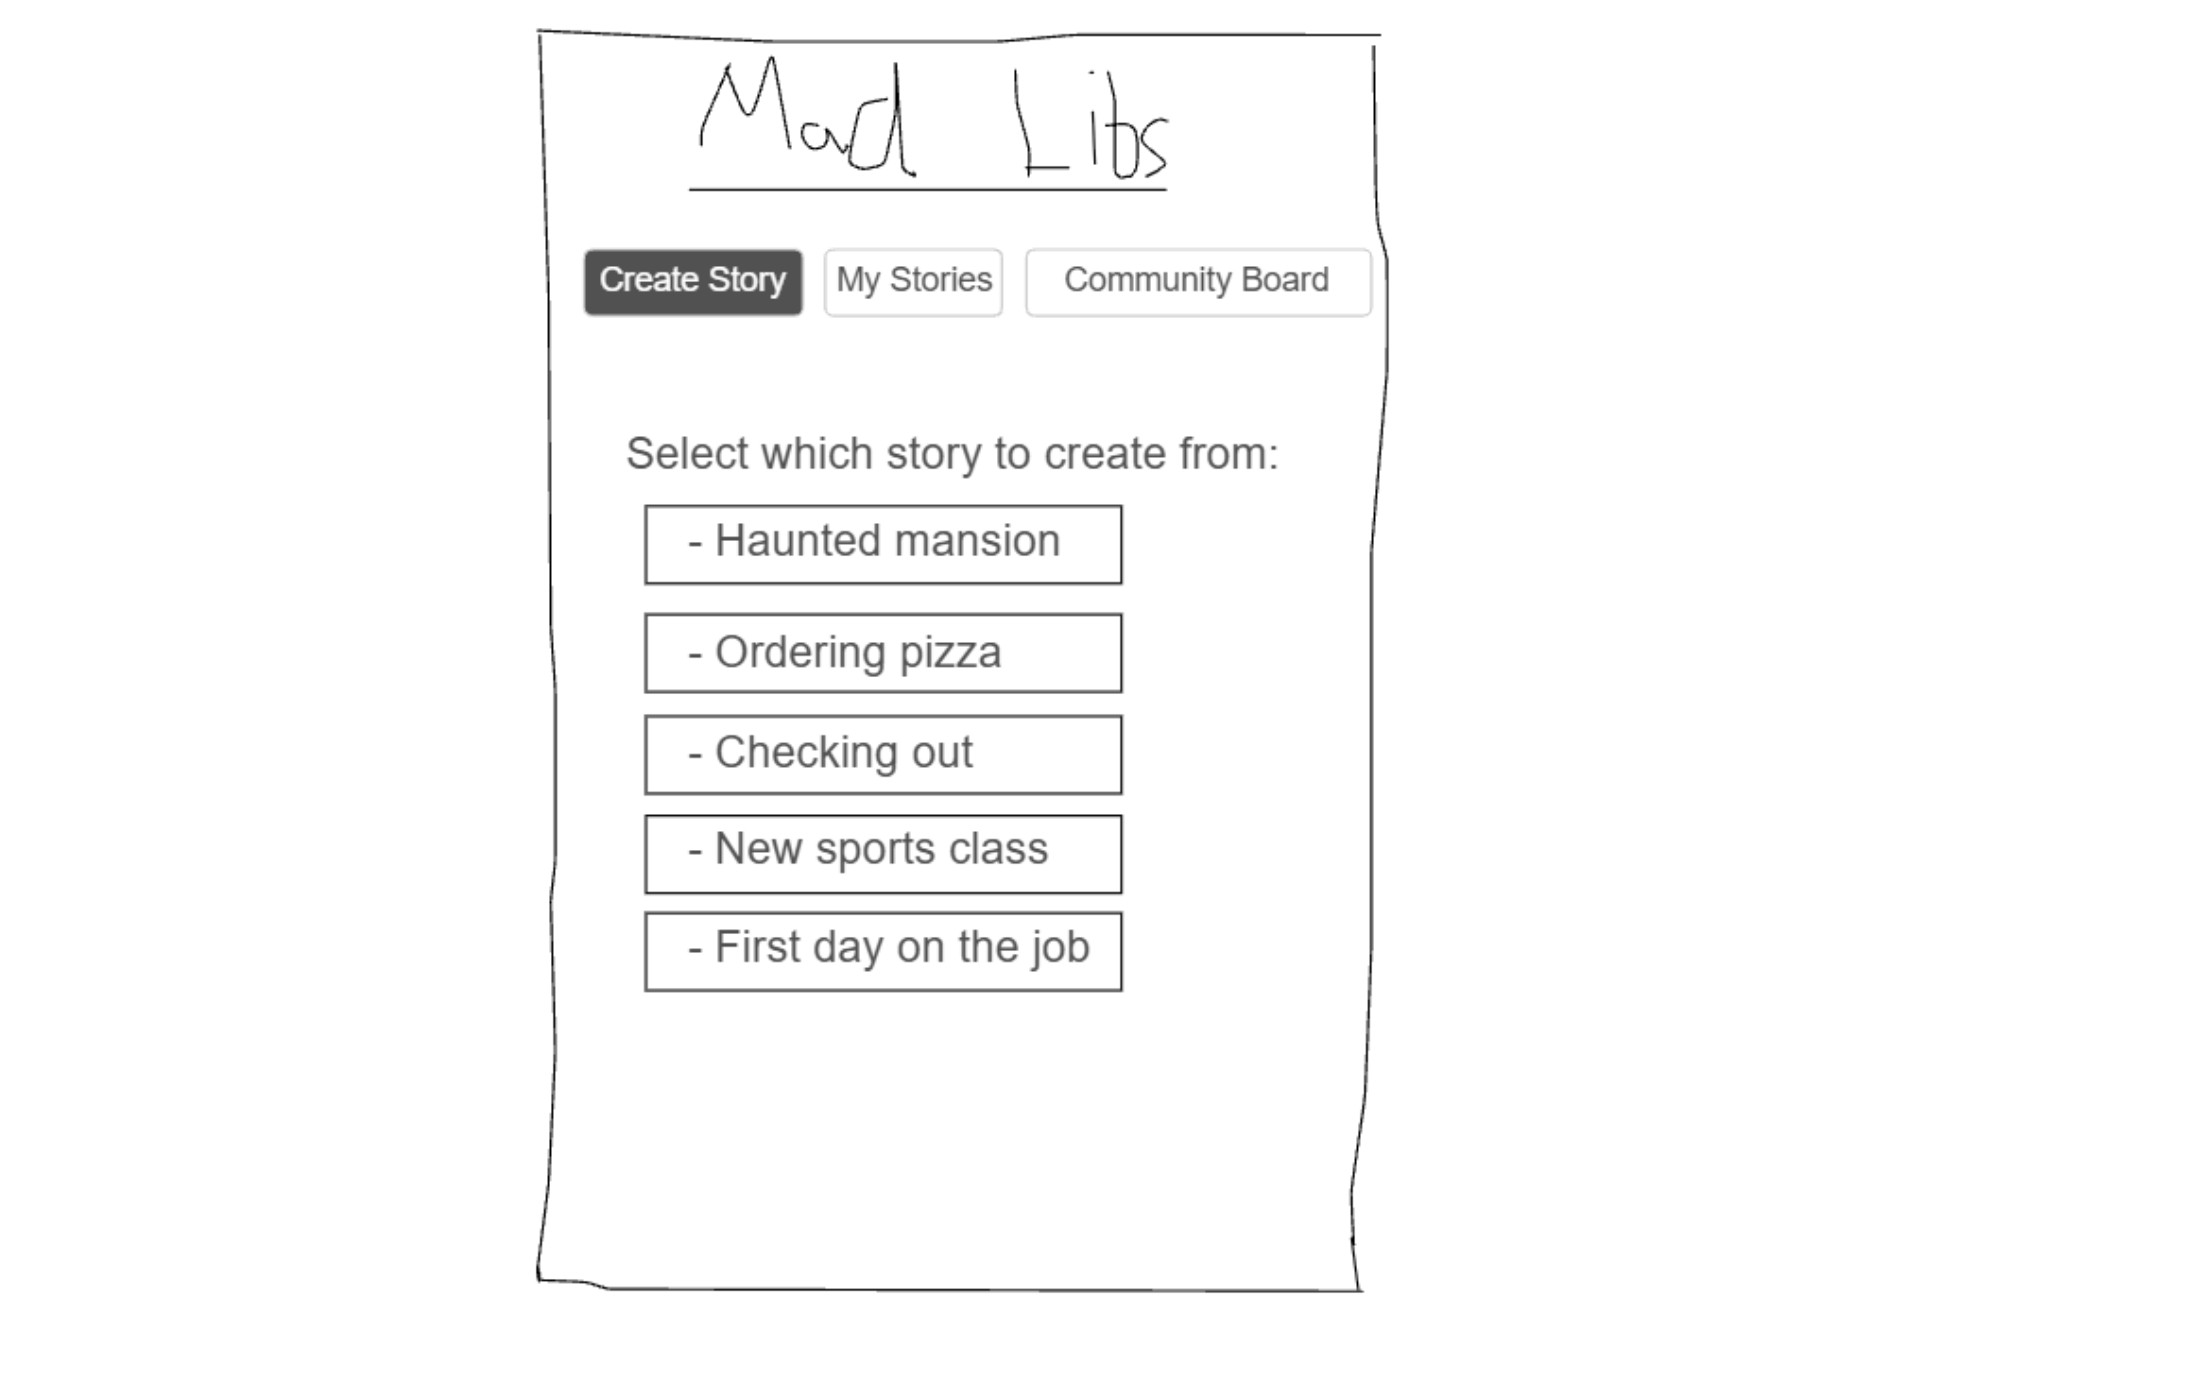 Mad Libs
Create Story My Stories Community Board
Select which story to create from:
- Haunted mansion
- Ordering pizza
- Checking out
- New sports class
- First day on the job